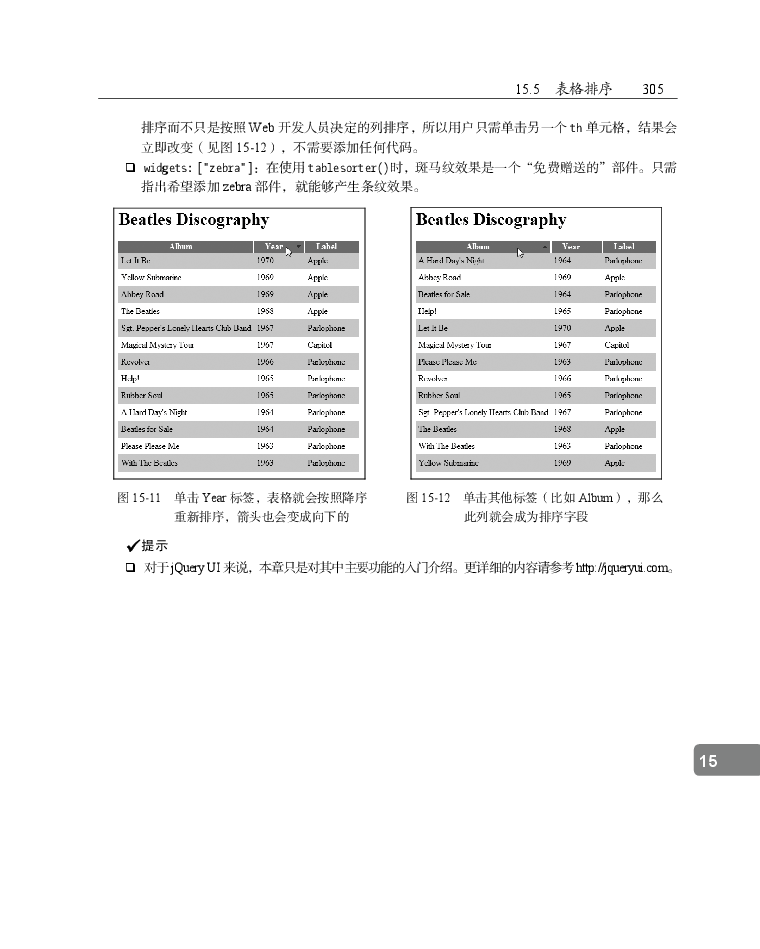 15.5 表格排序 305
排序而不只是按照 Web 开发人员决定的列排序，所以用户只需单击另一个 th 单元格，结果会
立即改变（见图 15-12），不需要添加任何代码。
❑ widgets: ["zebra"]：在使用 tablesorter()时，斑马纹效果是一个“免费赠送的”部件。只需
指出希望添加 zebra 部件，就能够产生条纹效果。
Beatles Discography
Album Year Label
Let It Be 1970 Apple
Yellow Submarine 1969 Apple
Abbey Road 1969 Apple
The Beatles 1968 Apple
Sgt. Pepper's Lonely Hearts Club Band 1967 Parlophone
Magical Mystery Tour 1967 Capitol
Revolver 1966 Parlophone
Help! 1965 Parlophone
Rubber Soul 1965 Parlophone
A Hard Day's Night 1964 Parlophone
Beatles for Sale 1964 Parlophone
Please Please Me 1963 Parlophone
With The Beatles 1963 Parlophone
图 15-11 单击 Year 标签，表格就会按照降序
重新排序，箭头也会变成向下的
Beatles Discography
Album Year Label
A Hard Day's Night 1964 Parlophone
Abbey Road 1969 Apple
Beatles for Sale 1964 Parlophone
Help! 1965 Parlophone
Let It Be 1970 Apple
Magical Mystery Tour 1967 Capitol
Please Please Me 1963 Parlophone
Revolver 1966 Parlophone
Rubber Soul 1965 Parlophone
Sgt. Pepper's Lonely Hearts Club Band 1967 Parlophone
The Beatles 1968 Apple
With The Beatles 1963 Parlophone
Yellow Submarine 1969 Apple
图 15-12 单击其他标签（比如 Album），那么
此列就会成为排序字段
✓提示
❑ 对于 jQuery UI 来说，本章只是对其中主要功能的入门介绍。更详细的内容请参考 http://jqueryui.com。
15